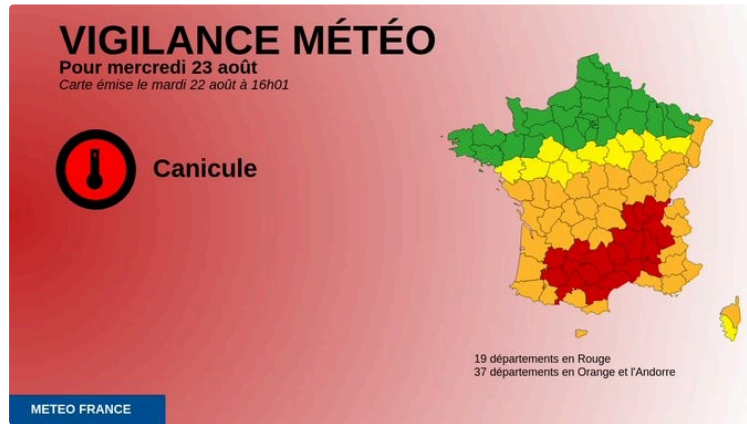 VIGILANCE MÉTÉO
Pour mercredi 23 août
Carte émise le mardi 22 août à 16h01
Canicule
19 départements en Rouge
37 départements en Orange et l'Andorre
METEO FRANCE